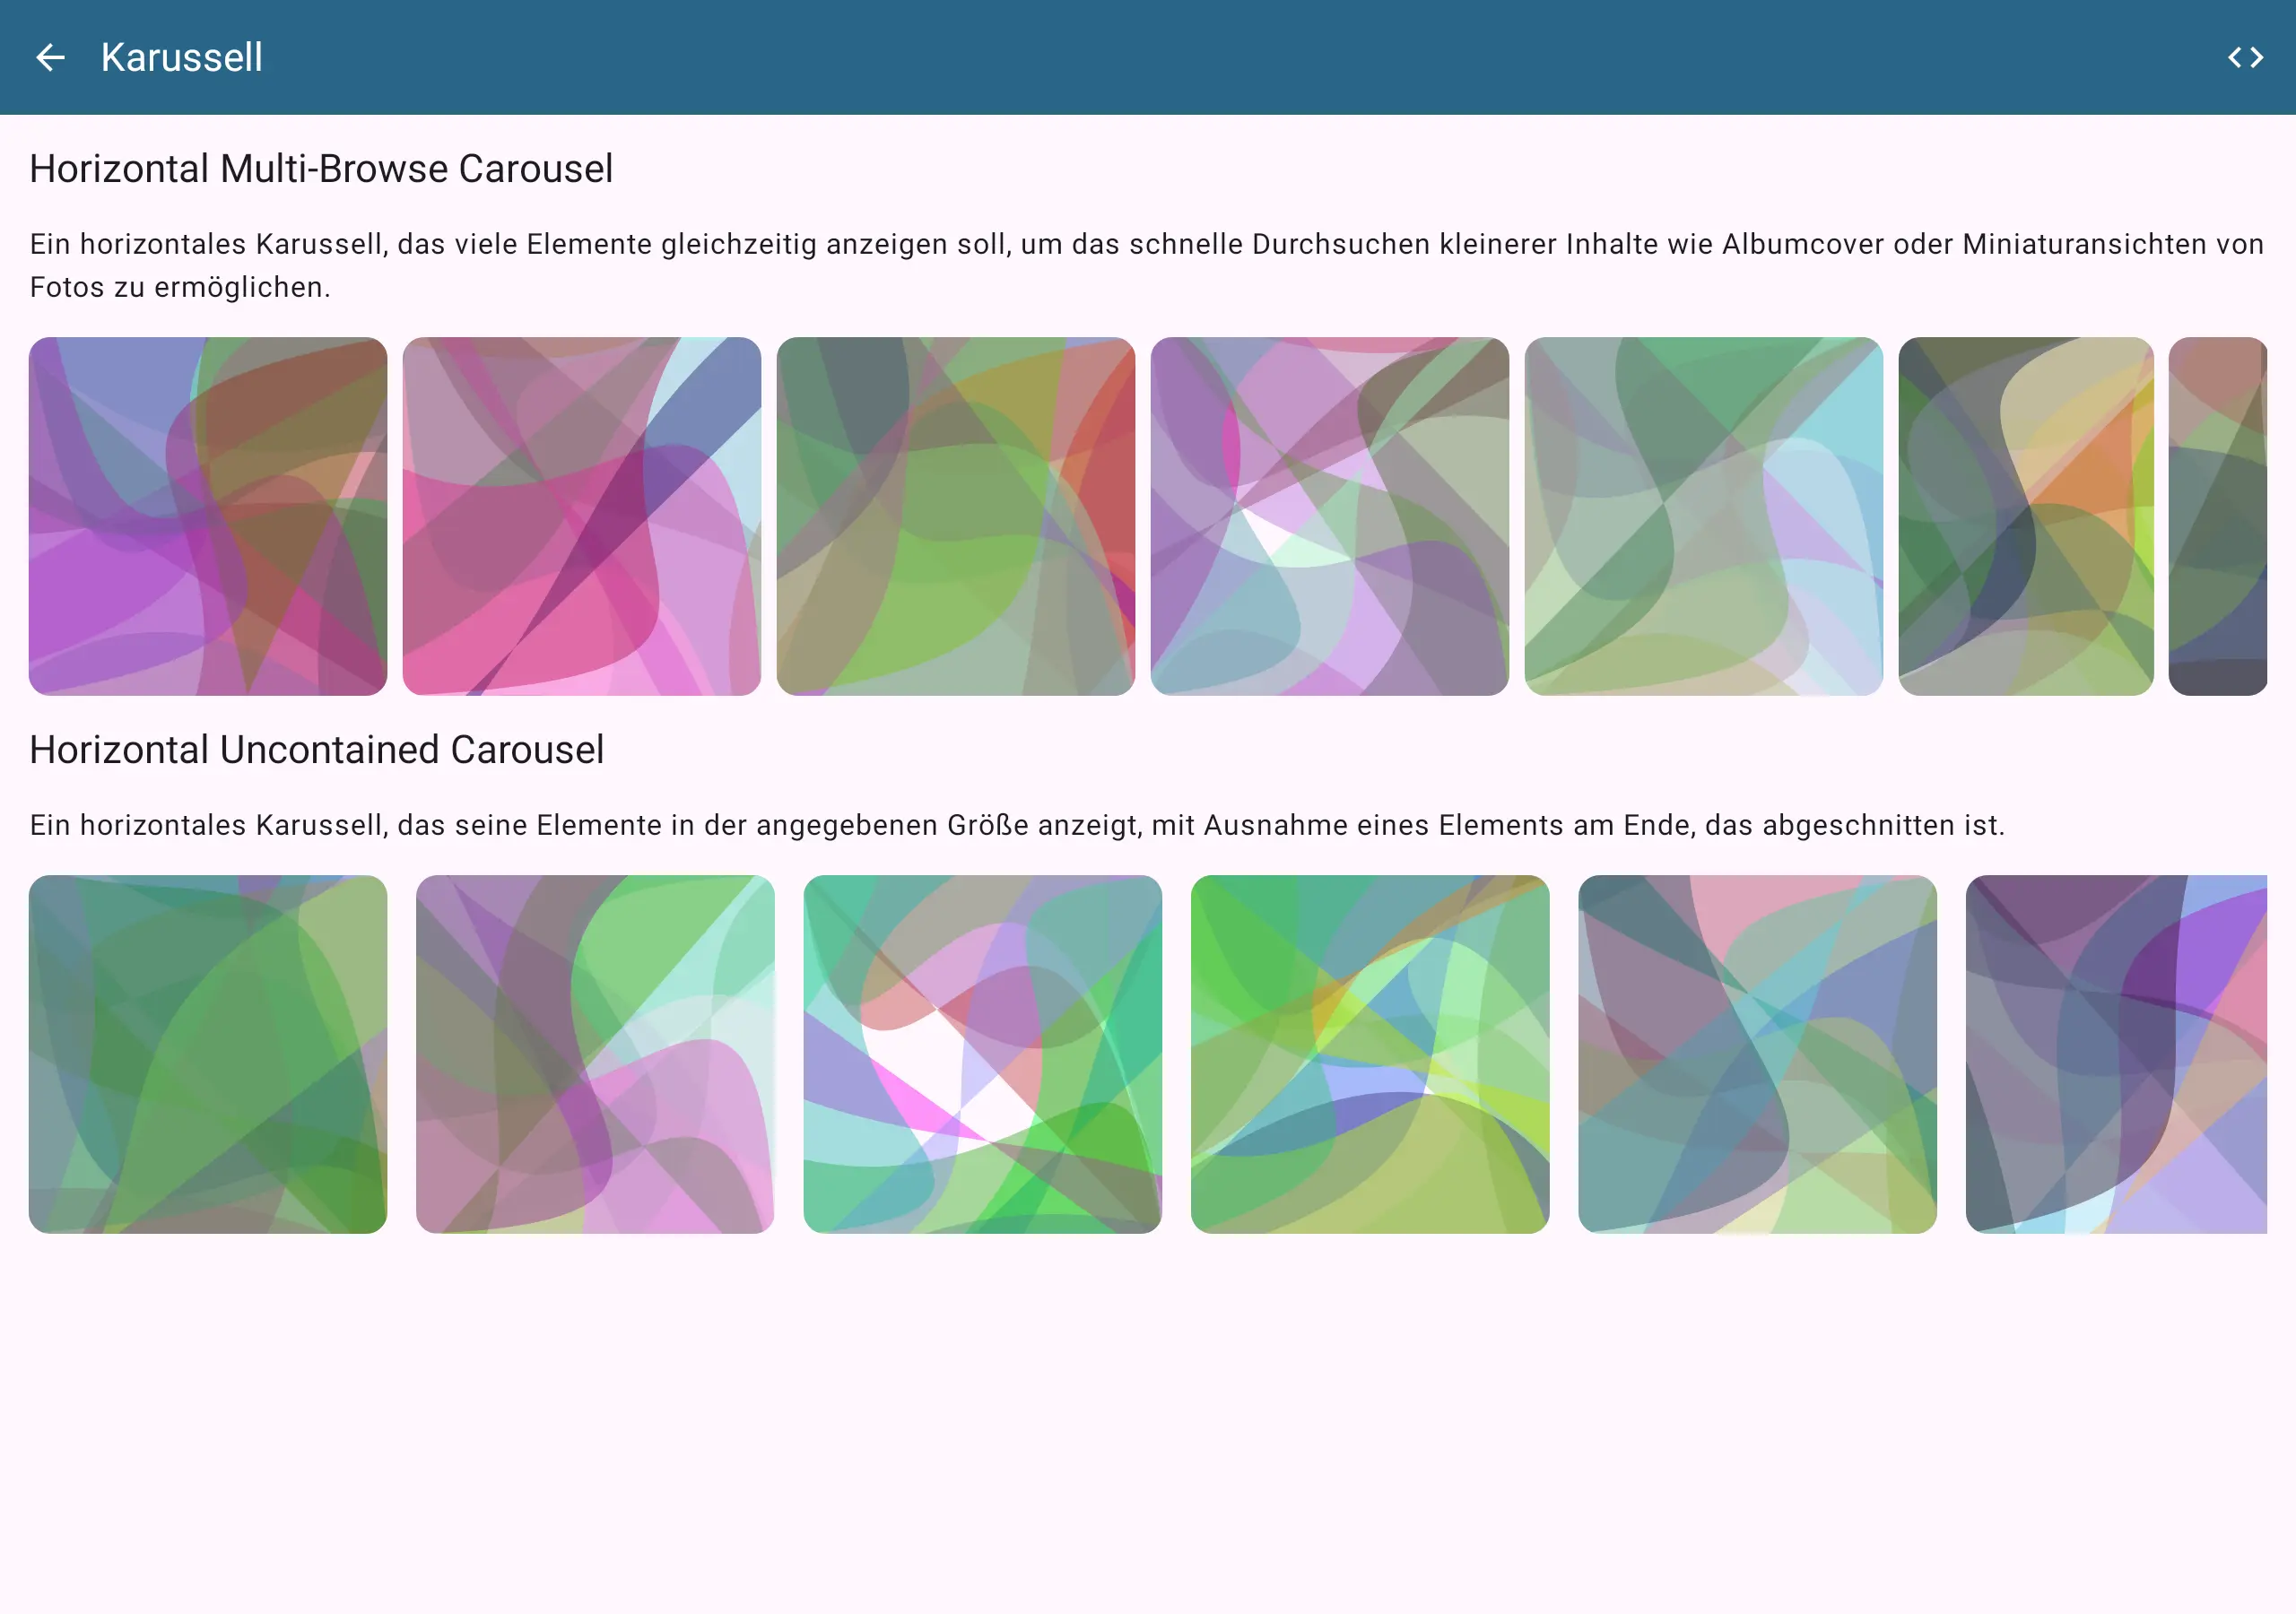 Karussell
Horizontal Multi-Browse Carousel
Ein horizontales Karussell, das viele Elemente gleichzeitig anzeigen soll, um das schnelle Durchsuchen kleinerer Inhalte wie Albumcover oder Miniaturansichten von
Fotos zu ermöglichen.
Horizontal Uncontained Carousel
Ein horizontales Karussell, das seine Elemente in der angegebenen Größe anzeigt, mit Ausnahme eines Elements am Ende, das abgeschnitten ist.